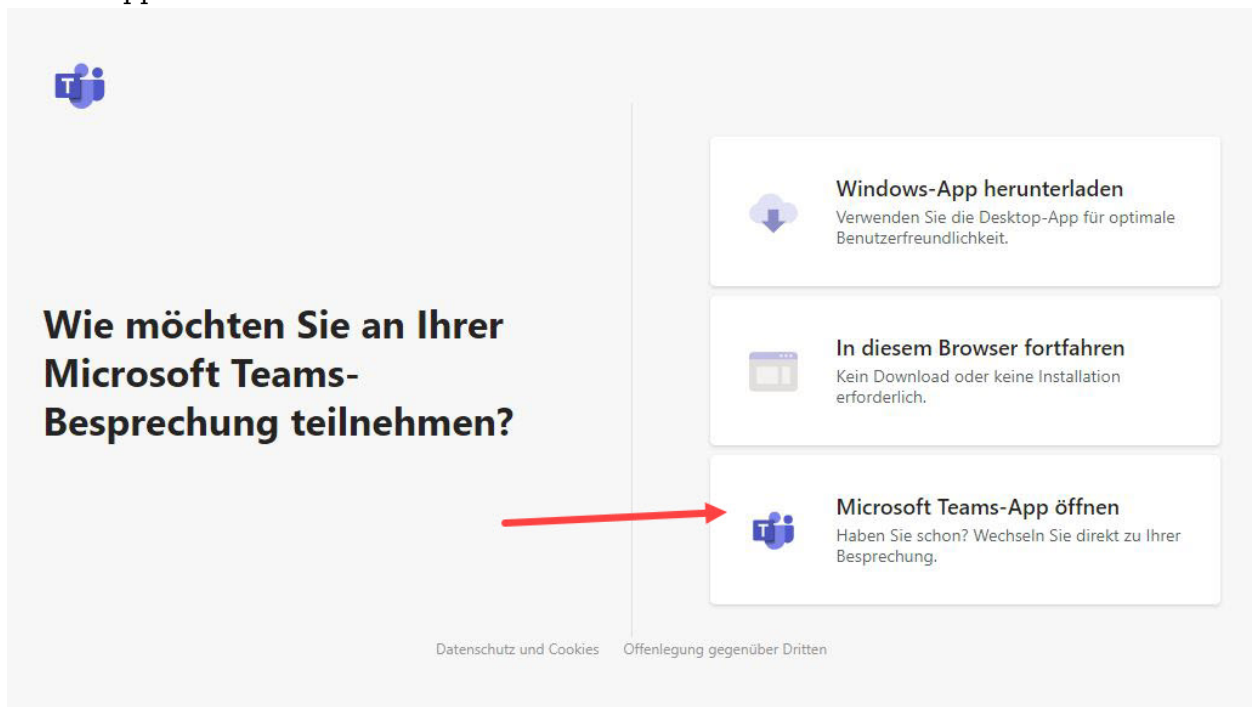 Wie möchten Sie an Ihrer
Microsoft Teams-
Besprechung teilnehmen?
Windows-App herunterladen
Verwenden Sie die Desktop-App für optimale
Benutzerfreundlichkeit.
In diesem Browser fortfahren
Kein Download oder keine Installation
erforderlich.
Microsoft Teams-App öffnen
Haben Sie schon? Wechseln Sie direkt zu Ihrer
Besprechung.
Datenschutz und Cookies Offenlegung gegenüber Dritten